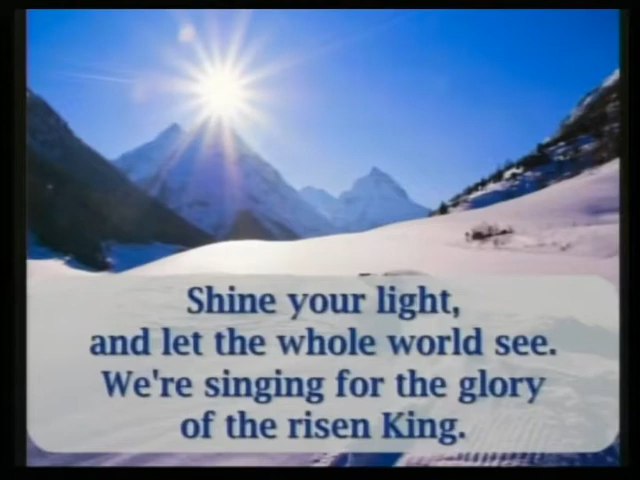 Shine your light,
and let the whole world see.
We're singing for the glory
of the risen King.